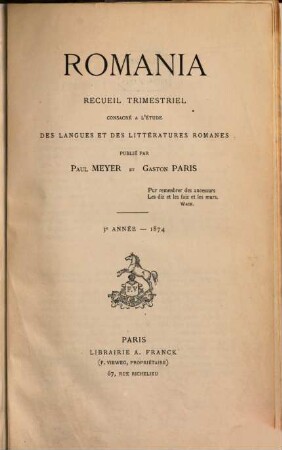 ROMANIA
RECUEIL TRIMESTRIEL
CONSACRÉ A L'ÉTUDE
DES LANGUES ET DES LITTÉRATURES ROMANES
PUBLIÉ PAR
PAUL MEYER ET GASTON PARIS
Pur remembrer des ancessurs
Les diz et les faiz et les murs.
WACE.
3e ANNÉE — 1874
F.V
PARIS
LIBRAIRIE A. FRANCK
(F. VIEWEG, PROPRIÉTAIRE)
67, RUE RICHELIEU